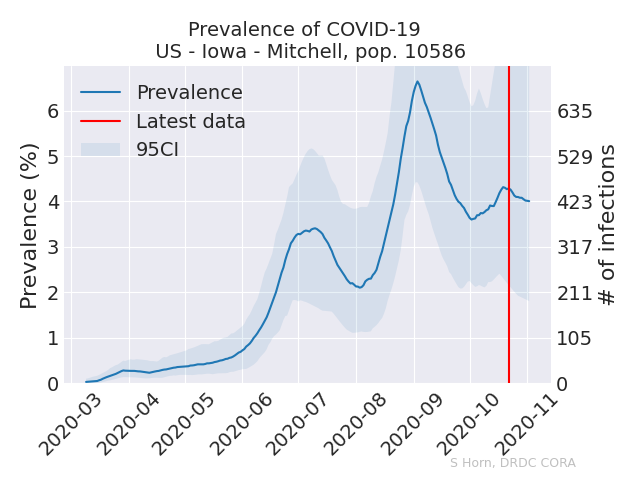 Prevalence of COVID-19
US - Iowa - Mitchell, pop. 10586
Prevalence
Latest data
95CI
Prevalence (%)
6
5
4
3
2
1
0
635
529
423
317
211
105
0
# of infections
2020-03
2020-04
2020-05
2020-06
2020-07
2020-08
2020-09
2020-10
2020-11
S Horn, DRDC CORA